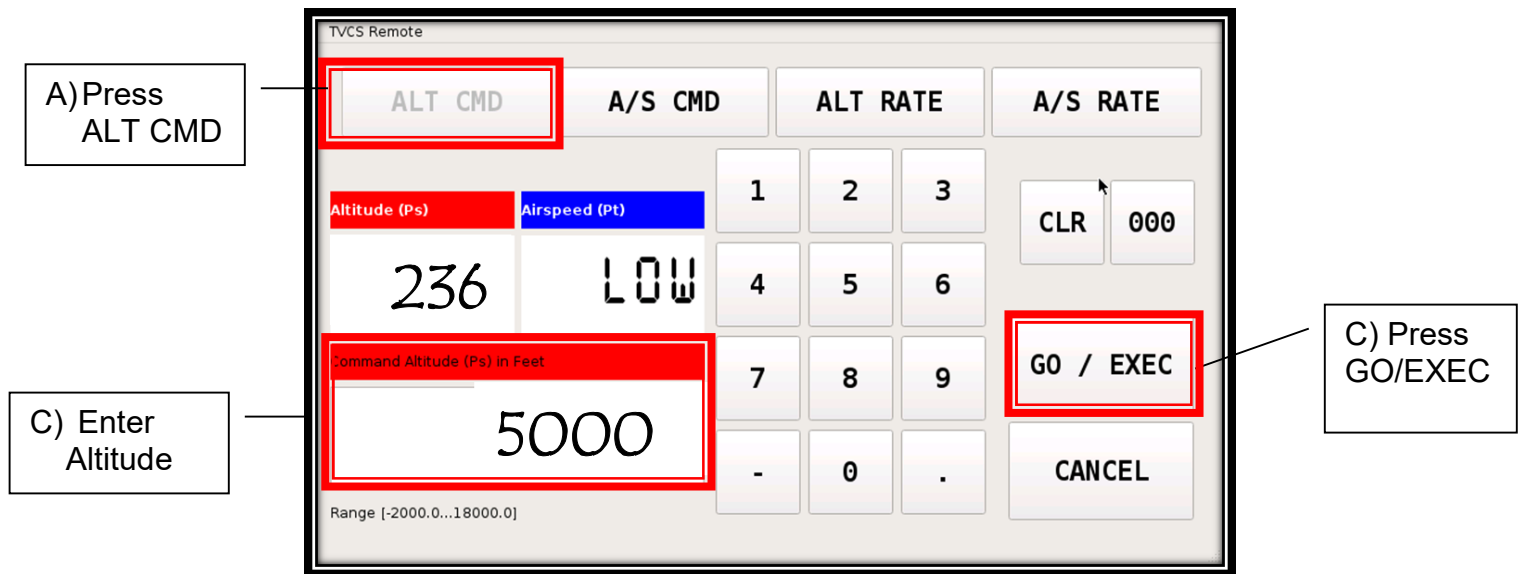 TVCS Remote
A) Press
ALT CMD
ALT CMD A/S CMD ALT RATE A/S RATE
Altitude (Ps) Airspeed (Pt)
236 LOW
1 2 3
CLR 000
4 5 6
Command Altitude (Ps) in Feet
5000
7 8 9
GO / EXEC
C) Press
GO/EXEC
C) Enter
Altitude
- 0 .
CANCEL
Range [-2000.0...18000.0]